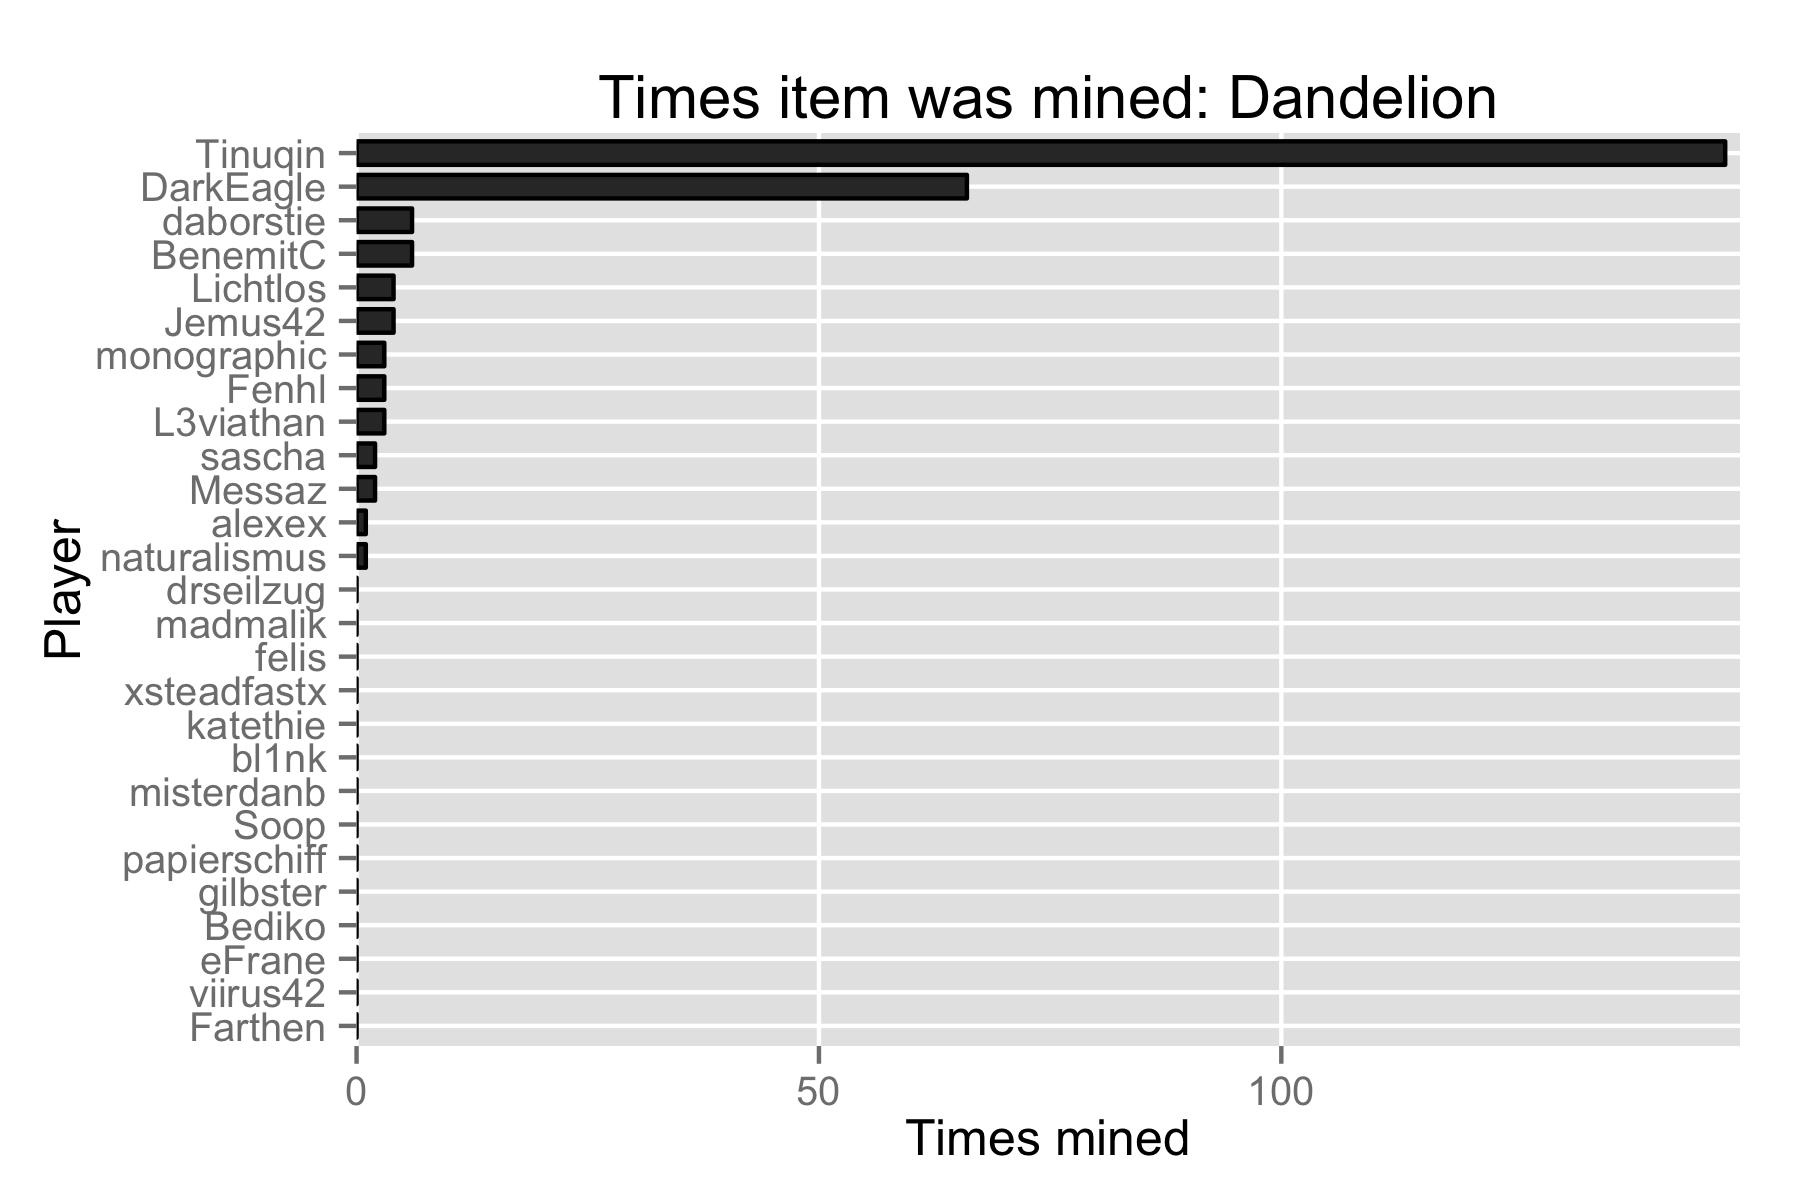 Times item was mined: Dandelion
Tinuqin
DarkEagle
daborstie
BenemitC
Lichtlos
Jemus42
monographic
Fenhl
L3viathan
sascha
Messaz
alexex
naturalismus
drseilzug
madmalik
felis
xsteadfastx
katethie
bl1nk
misterdanb
Soop
papierschiff
gilbster
Bediko
eFrane
viirus42
Farthen
Player
0 50 100
Times mined